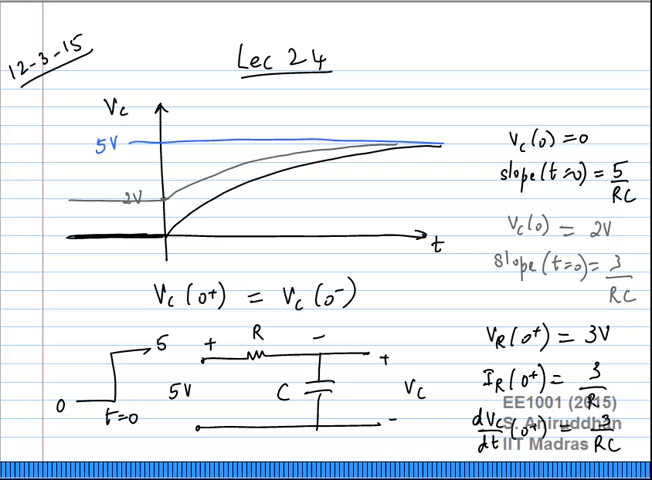 12-3-15
Lec 24
Vc
5V
2V
t
Vc(0) = 0
slope(t=0) = 5/RC
Vc(0) = 2V
slope(t=0) = 3/RC
Vc(0+) = Vc(0-)
0
5
t=0
+ R - +
5V C Vc
-
VR(0+) = 3V
IR(0+) = 3/R
dVc/dt(0+) = 3/RC
EE1001 (2015)
S. Aniruddhan
IIT Madras